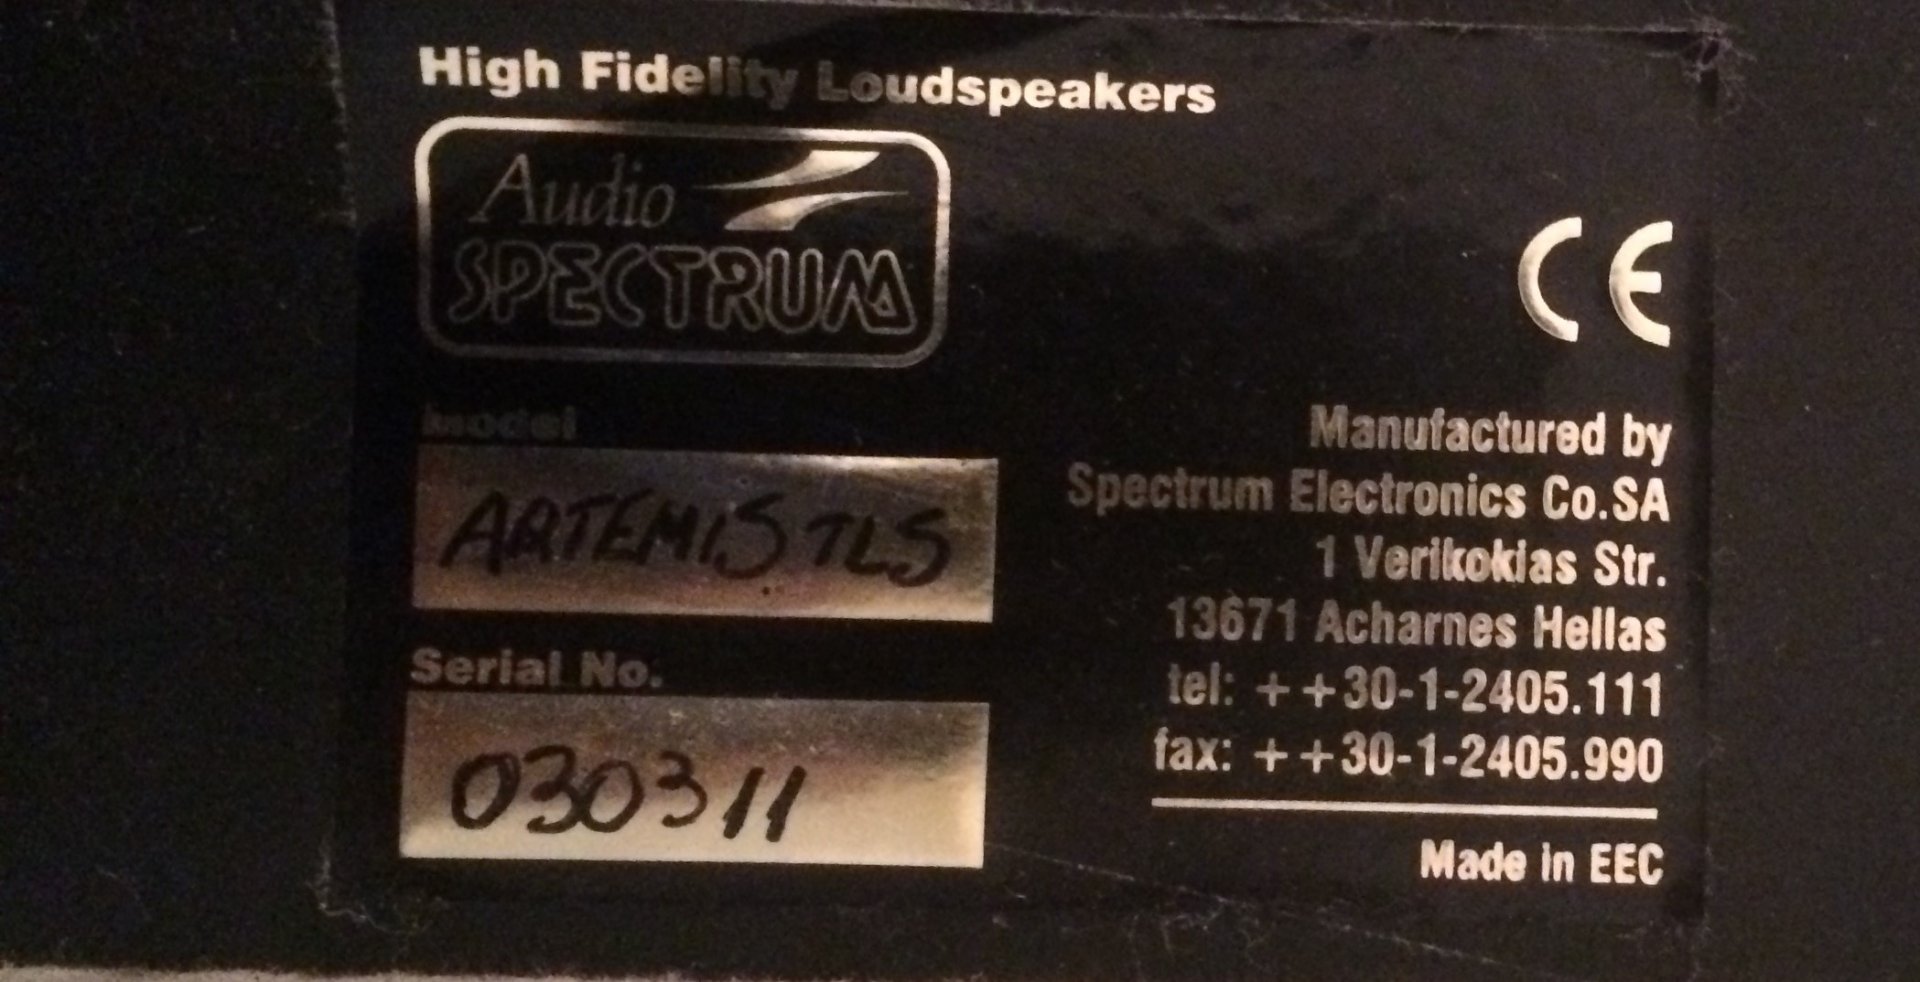 High Fidelity Loudspeakers
Audio
SPECTRUM
CE
Model
ARTEMIS TLS
Serial No.
030311
Manufactured by
Spectrum Electronics Co.SA
1 Verikokias Str.
13671 Acharnes Hellas
tel: ++30-1-2405.111
fax: ++30-1-2405.990
Made in EEC